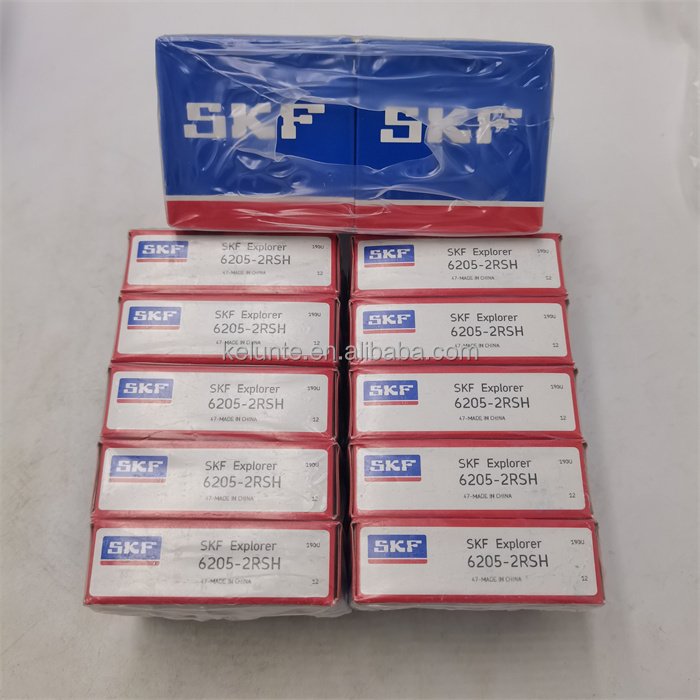 SKF SKF
SKF
SKF Explorer
190U
6205-2RSH
47-MADE IN CHINA
12
SKF
SKF Explorer
190U
6205-2RSH
47-MADE IN CHINA
12
SKF
SKF Explorer
190U
6205-2RSH
47-MADE IN CHINA
12
SKF
SKF Explorer
190U
6205-2RSH
47-MADE IN CHINA
12
kelunte.en.alibaba.com
SKF
SKF Explorer
190U
6205-2RSH
47-MADE IN CHINA
12
SKF
SKF Explorer
190U
6205-2RSH
47-MADE IN CHINA
12
SKF
SKF Explorer
190U
6205-2RSH
47-MADE IN CHINA
12
SKF
SKF Explorer
190U
6205-2RSH
47-MADE IN CHINA
12
SKF
SKF Explorer
190U
6205-2RSH
47-MADE IN CHINA
12
SKF
SKF Explorer
190U
6205-2RSH
47-MADE IN CHINA
12